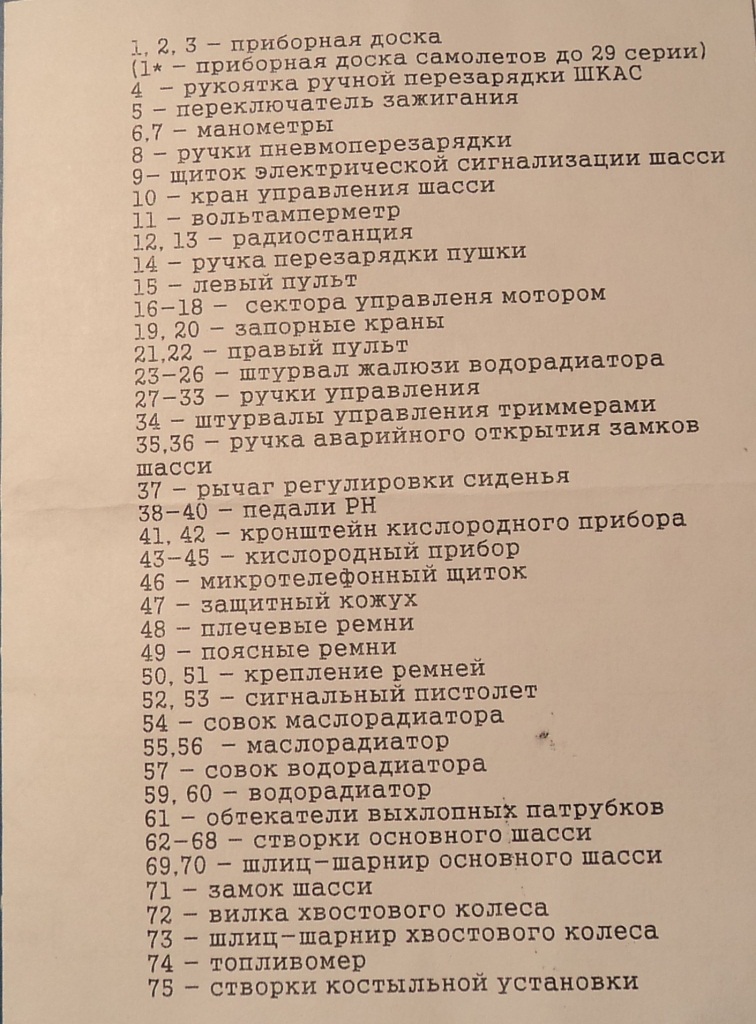 1, 2, 3 – приборная доска
(1* – приборная доска самолетов до 29 серии)
4 – рукоятка ручной перезарядки ШКАС
5 – переключатель зажигания
6,7 – манометры
8 – ручки пневмоперезарядки
9– щиток электрической сигнализации шасси
10 – кран управления шасси
11 – вольтамперметр
12, 13 – радиостанция
14 – ручка перезарядки пушки
15 – левый пульт
16–18 – сектора управленя мотором
19, 20 – запорные краны
21,22 – правый пульт
23–26 – штурвал жалюзи водорадиатора
27–33 – ручки управления
34 – штурвалы управления триммерами
35,36 – ручка аварийного открытия замков
шасси
37 – рычаг регулировки сиденья
38–40 – педали РН
41, 42 – кронштейн кислородного прибора
43–45 – кислородный прибор
46 – микротелефонный щиток
47 – защитный кожух
48 – плечевые ремни
49 – поясные ремни
50, 51 – крепление ремней
52, 53 – сигнальный пистолет
54 – совок маслорадиатора
55,56 – маслорадиатор
57 – совок водорадиатора
59, 60 – водорадиатор
61 – обтекатели выхлопных патрубков
62–68 – створки основного шасси
69,70 – шлиц–шарнир основного шасси
71 – замок шасси
72 – вилка хвостового колеса
73 – шлиц–шарнир хвостового колеса
74 – топливомер
75 – створки костыльной установки